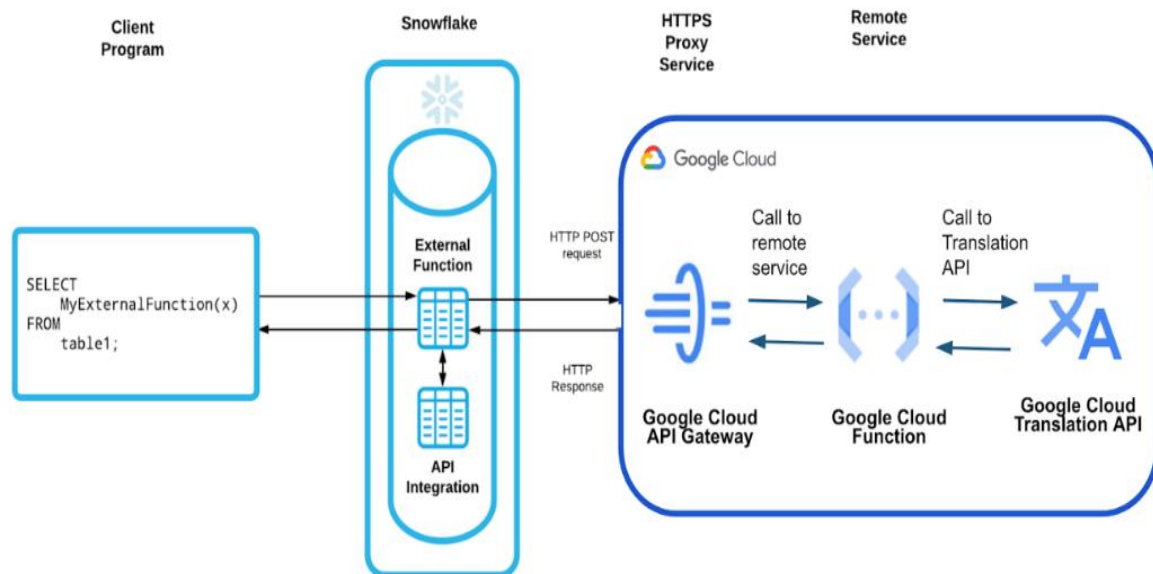 Client
Program
Snowflake
HTTPS
Proxy
Service
Remote
Service
SELECT
MyExternalFunction(x)
FROM
table1;
External
Function
API
Integration
HTTP POST
request
HTTP
Response
Google Cloud
Call to
remote
service
Call to
Translation
API
文A
Google Cloud
API Gateway
Google Cloud
Function
Google Cloud
Translation API